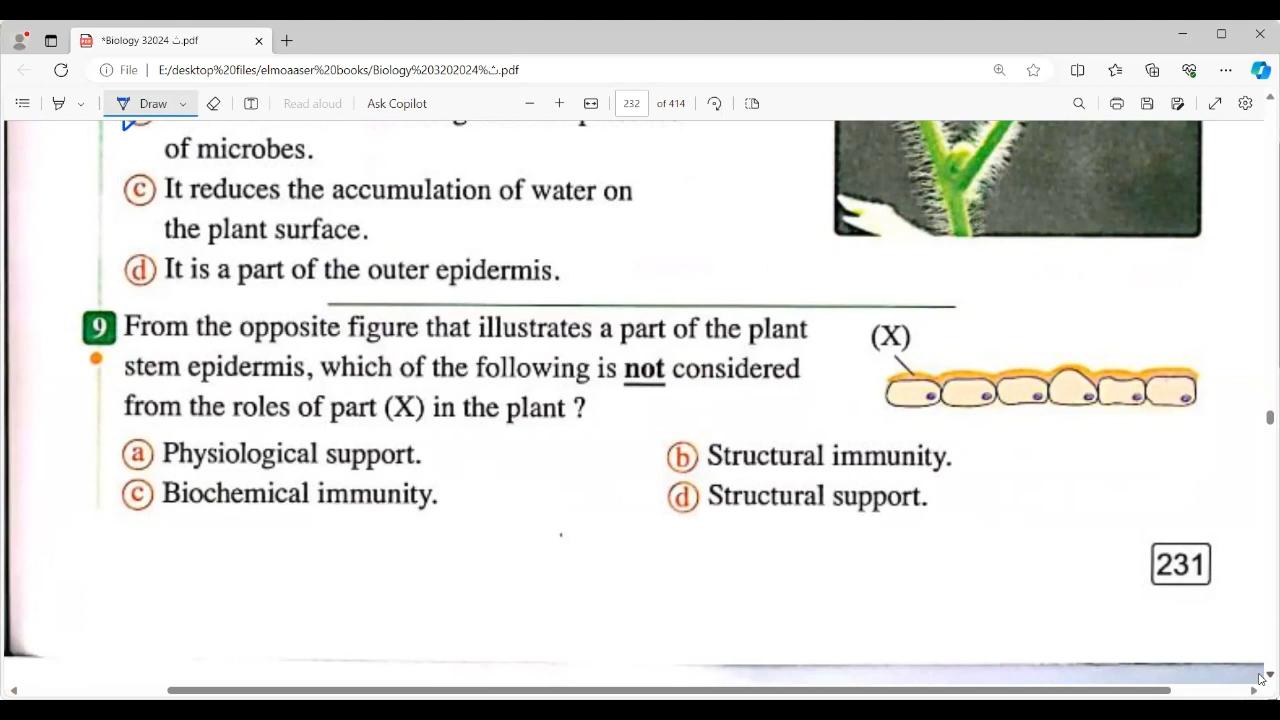 *Biology 32024 ث.pdf
File | E:/desktop%20files/elmoaaser%20books/Biology%203202024%ث.pdf
Draw
Read aloud
Ask Copilot
232 of 414
of microbes.
c It reduces the accumulation of water on
the plant surface.
d It is a part of the outer epidermis.
9 From the opposite figure that illustrates a part of the plant
stem epidermis, which of the following is not considered
from the roles of part (X) in the plant ?
(X)
a Physiological support.
b Structural immunity.
c Biochemical immunity.
d Structural support.
231